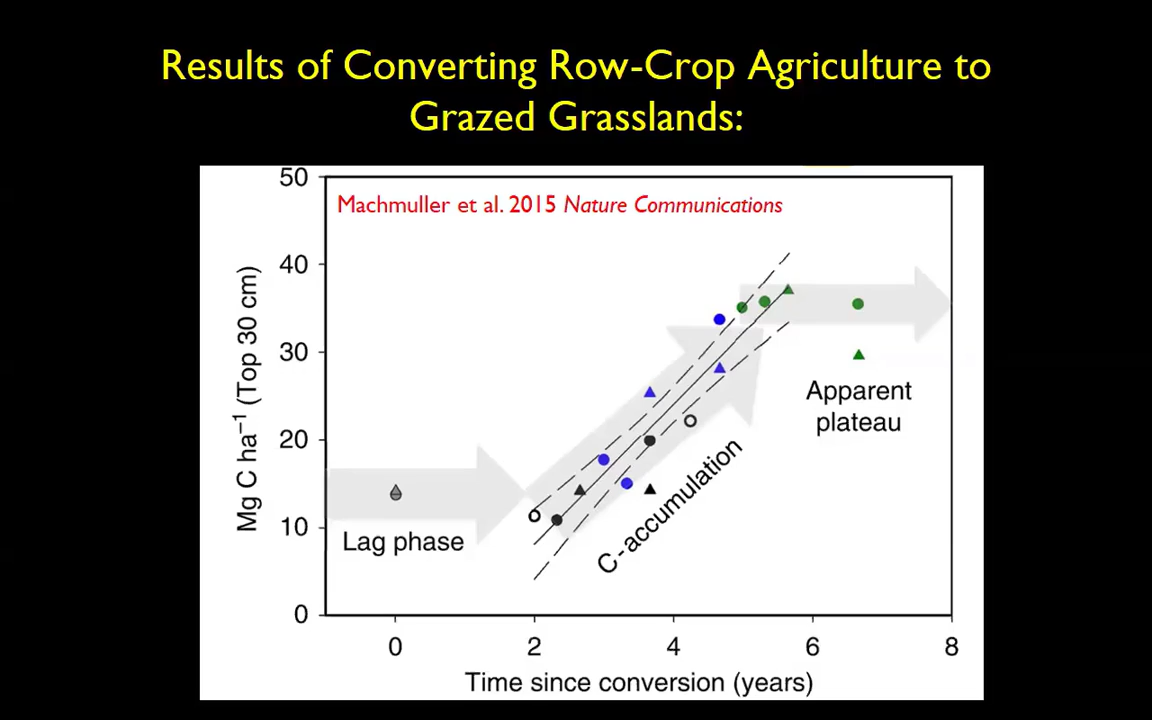 Results of Converting Row-Crop Agriculture to
Grazed Grasslands:
Machmuller et al. 2015 Nature Communications
50
40
30
20
10
0
Mg C ha⁻¹ (Top 30 cm)
Lag phase
C-accumulation
Apparent
plateau
0 2 4 6 8
Time since conversion (years)